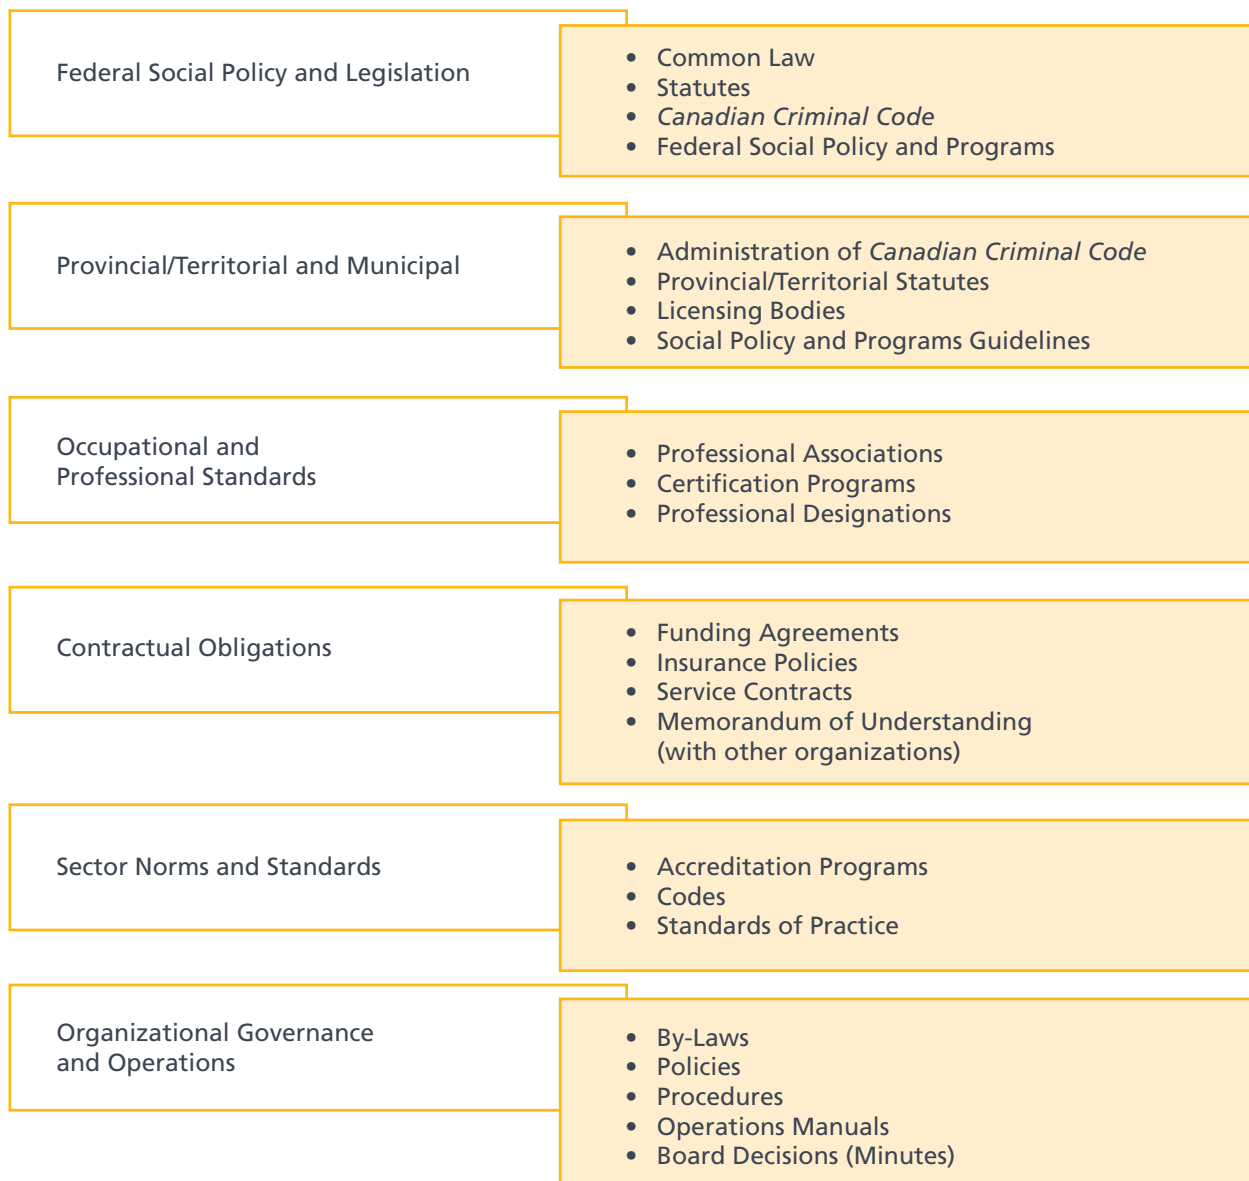 Federal Social Policy and Legislation
• Common Law
• Statutes
• Canadian Criminal Code
• Federal Social Policy and Programs
Provincial/Territorial and Municipal
• Administration of Canadian Criminal Code
• Provincial/Territorial Statutes
• Licensing Bodies
• Social Policy and Programs Guidelines
Occupational and
Professional Standards
• Professional Associations
• Certification Programs
• Professional Designations
Contractual Obligations
• Funding Agreements
• Insurance Policies
• Service Contracts
• Memorandum of Understanding
(with other organizations)
Sector Norms and Standards
• Accreditation Programs
• Codes
• Standards of Practice
Organizational Governance
and Operations
• By-Laws
• Policies
• Procedures
• Operations Manuals
• Board Decisions (Minutes)